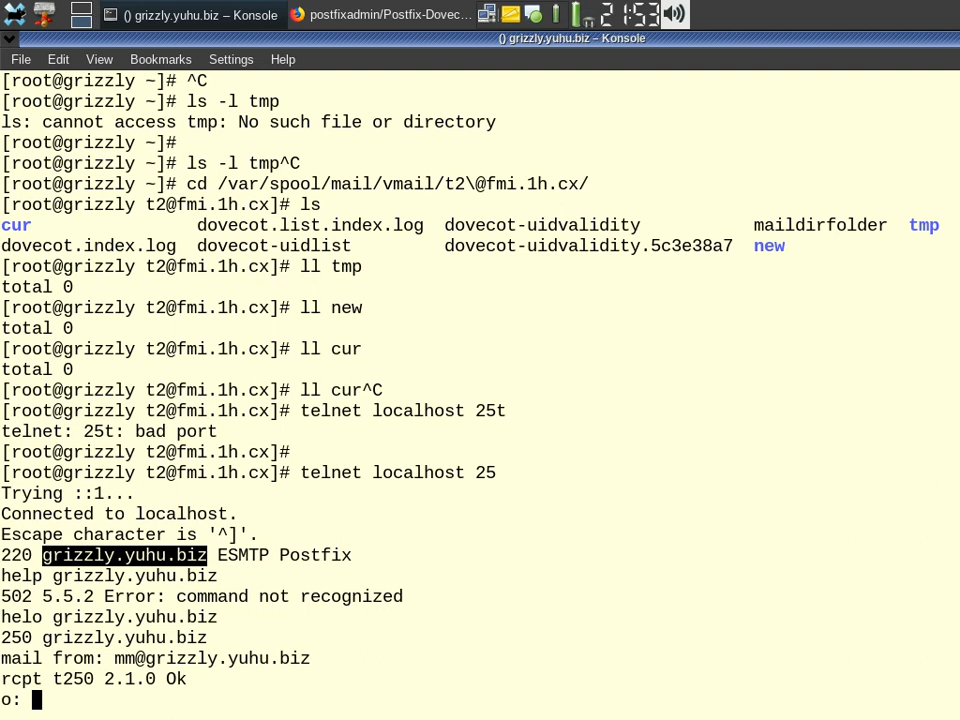 () grizzly.yuhu.biz – Konsole
postfixadmin/Postfix-Dovec...
21:53
() grizzly.yuhu.biz – Konsole
File Edit View Bookmarks Settings Help
[root@grizzly ~]# ^C
[root@grizzly ~]# ls -l tmp
ls: cannot access tmp: No such file or directory
[root@grizzly ~]#
[root@grizzly ~]# ls -l tmp^C
[root@grizzly ~]# cd /var/spool/mail/vmail/t2\@fmi.1h.cx/
[root@grizzly t2@fmi.1h.cx]# ls
cur dovecot.list.index.log dovecot-uidvalidity maildirfolder tmp
dovecot.index.log dovecot-uidlist dovecot-uidvalidity.5c3e38a7 new
[root@grizzly t2@fmi.1h.cx]# ll tmp
total 0
[root@grizzly t2@fmi.1h.cx]# ll new
total 0
[root@grizzly t2@fmi.1h.cx]# ll cur
total 0
[root@grizzly t2@fmi.1h.cx]# ll cur^C
[root@grizzly t2@fmi.1h.cx]# telnet localhost 25t
telnet: 25t: bad port
[root@grizzly t2@fmi.1h.cx]#
[root@grizzly t2@fmi.1h.cx]# telnet localhost 25
Trying ::1...
Connected to localhost.
Escape character is '^]'.
220 grizzly.yuhu.biz ESMTP Postfix
help grizzly.yuhu.biz
502 5.5.2 Error: command not recognized
helo grizzly.yuhu.biz
250 grizzly.yuhu.biz
mail from: mm@grizzly.yuhu.biz
rcpt t250 2.1.0 Ok
o: